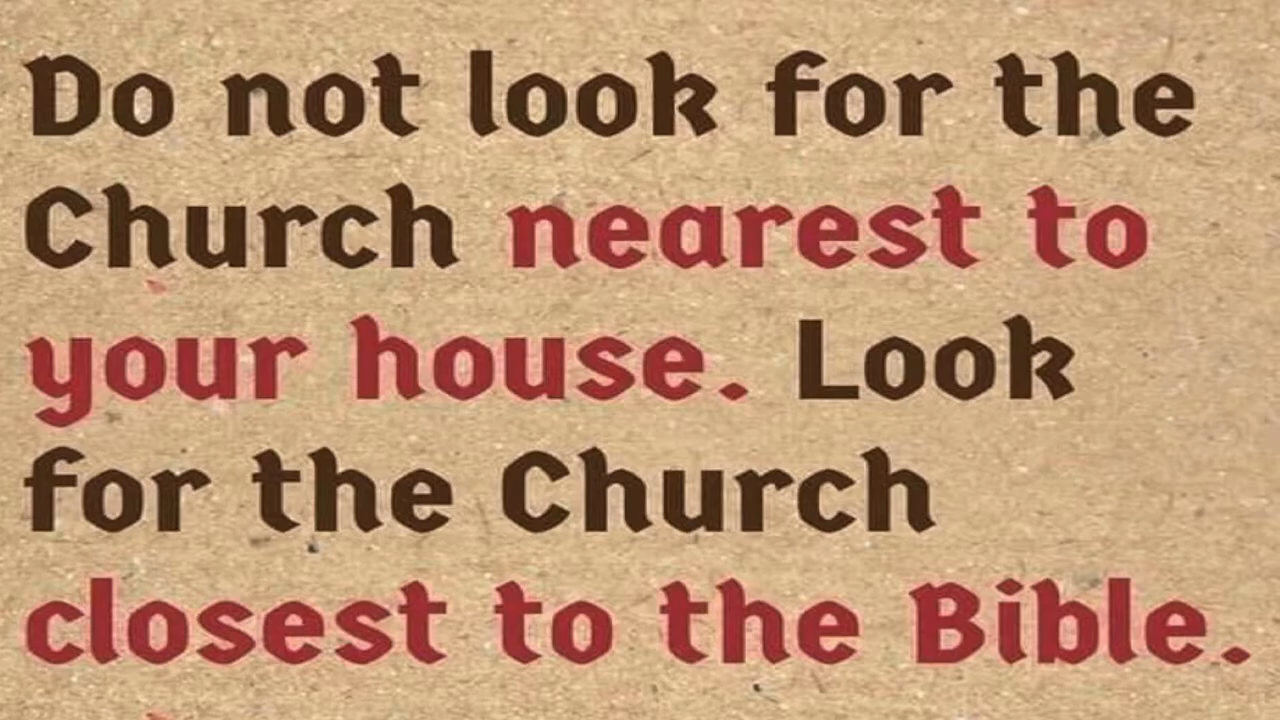 Do not look for the
Church nearest to
your house. Look
for the Church
closest to the Bible.